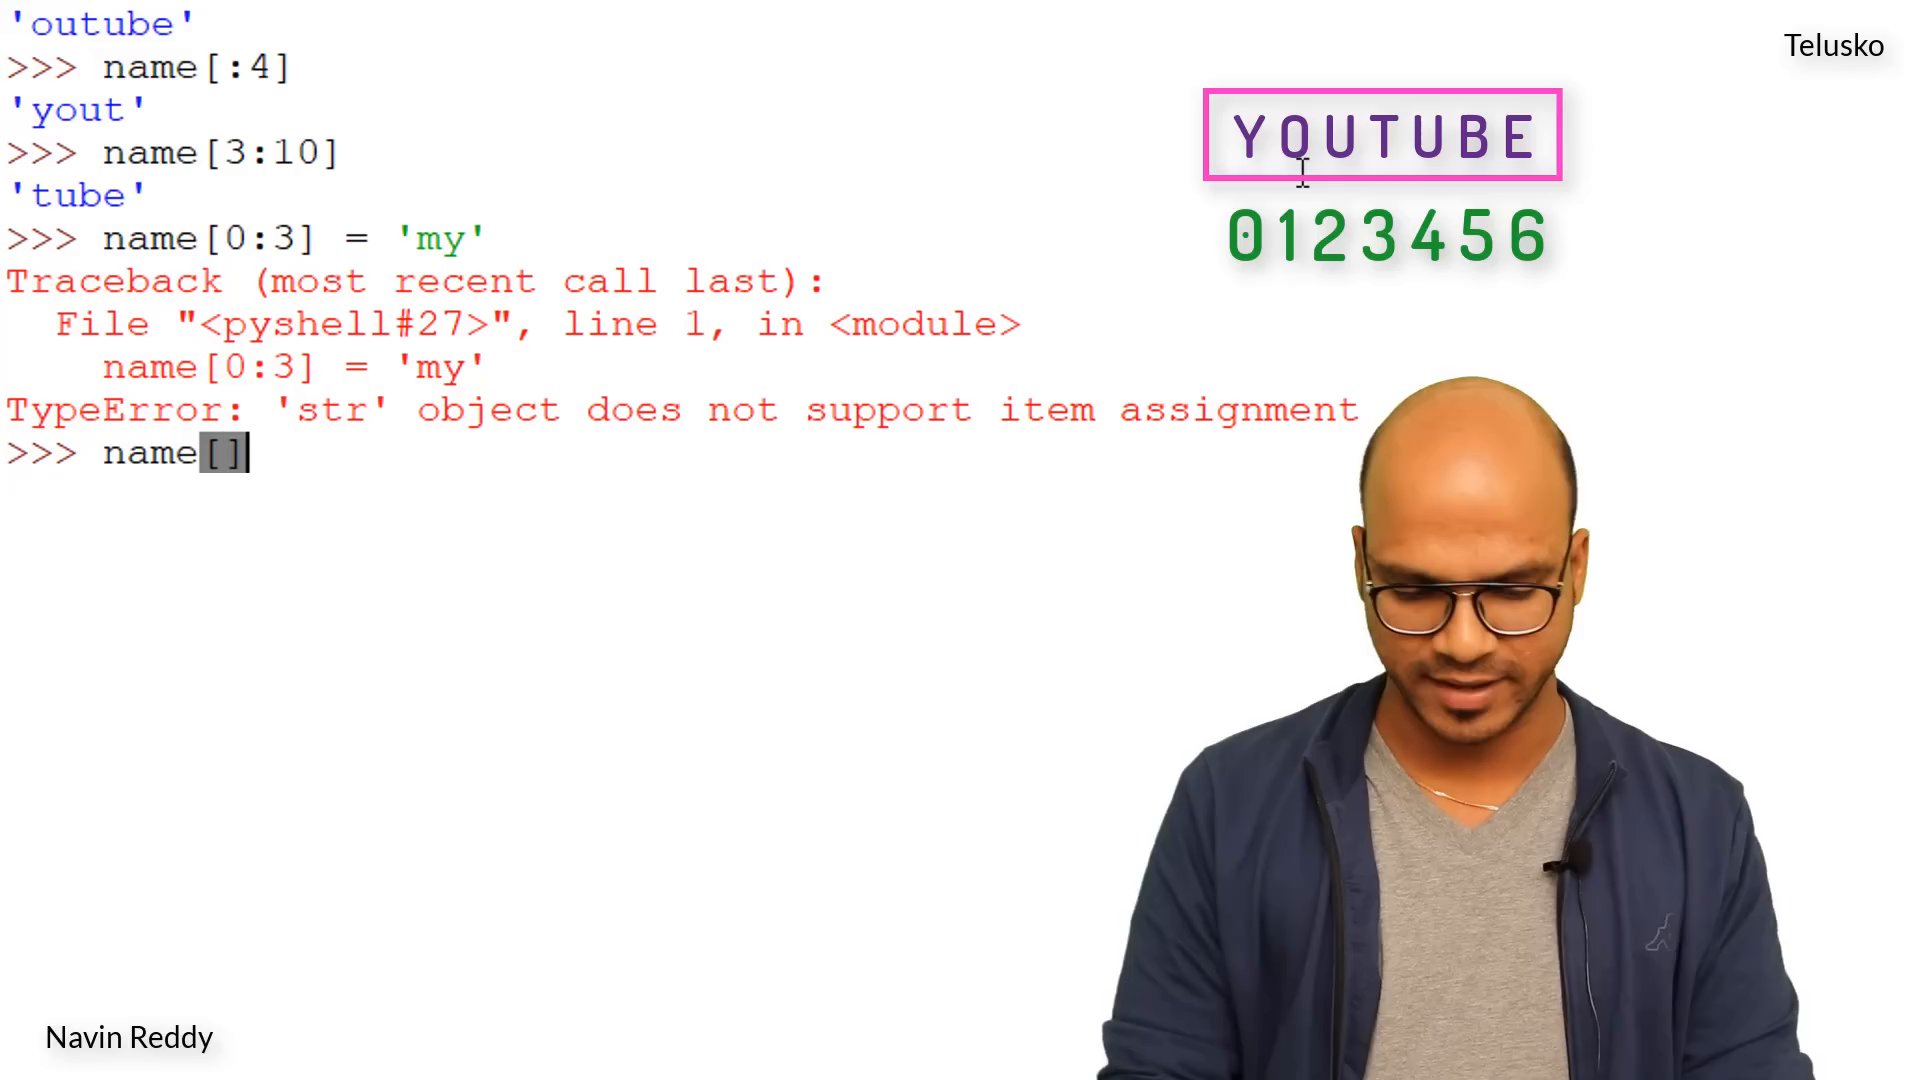 'outube'
>>> name[:4]
'yout'
>>> name[3:10]
'tube'
>>> name[0:3] = 'my'
Traceback (most recent call last):
  File "<pyshell#27>", line 1, in <module>
    name[0:3] = 'my'
TypeError: 'str' object does not support item assignment
>>> name[]
Telusko
YOUTUBE
0123456
Navin Reddy